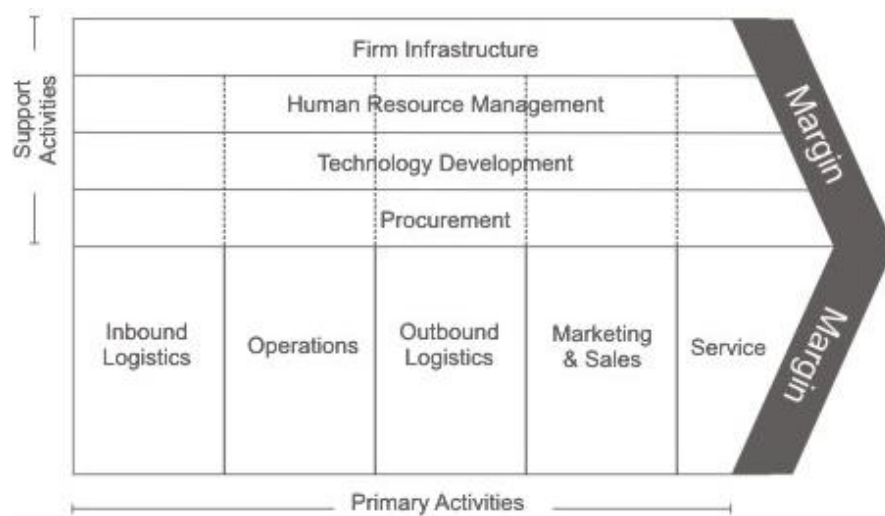 Support
Activities
Firm Infrastructure
Human Resource Management
Technology Development
Procurement
Inbound
Logistics
Operations
Outbound
Logistics
Marketing
& Sales
Service
Margin
Margin
Primary Activities